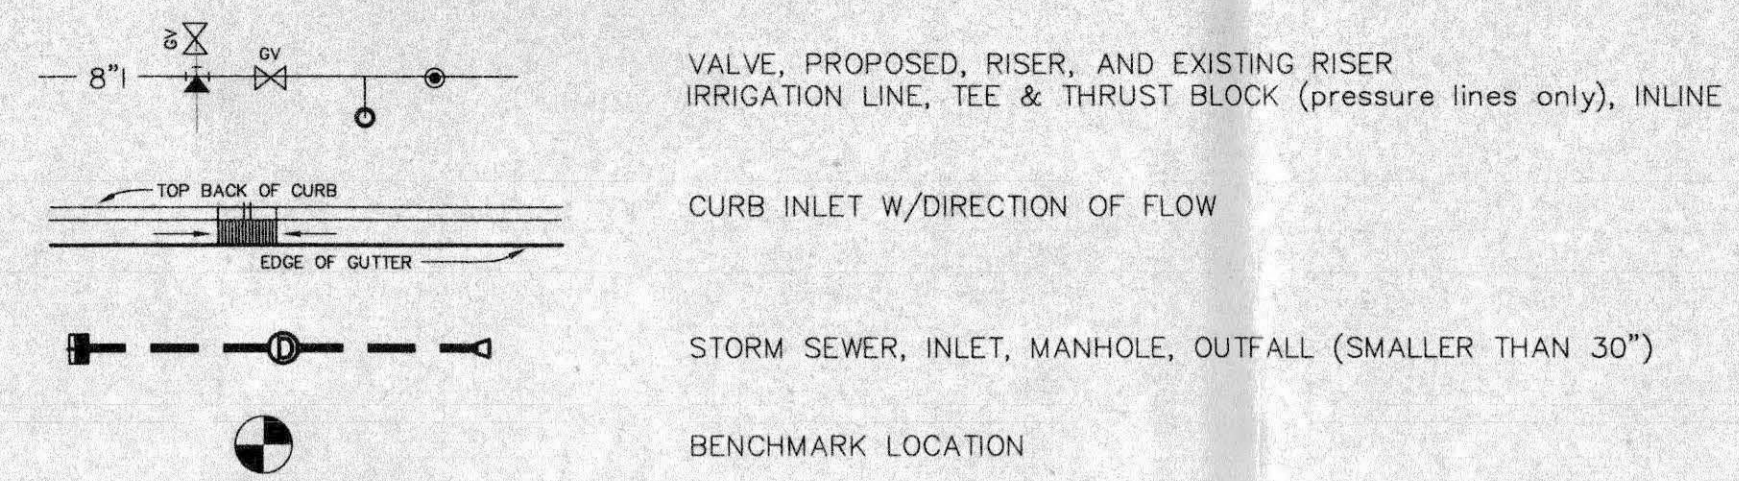 GV
GV
8"I
VALVE, PROPOSED, RISER, AND EXISTING RISER
IRRIGATION LINE, TEE & THRUST BLOCK (pressure lines only), INLINE
TOP BACK OF CURB
EDGE OF GUTTER
CURB INLET W/DIRECTION OF FLOW
D
STORM SEWER, INLET, MANHOLE, OUTFALL (SMALLER THAN 30")
BENCHMARK LOCATION